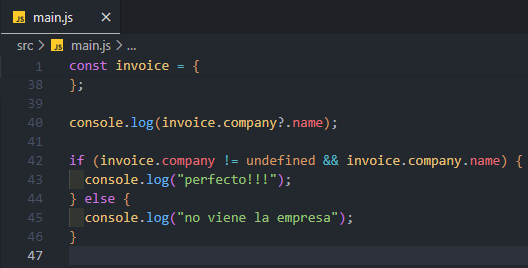 JS main.js ×
src > JS main.js > ...
1 const invoice = {
38 };
39
40 console.log(invoice.company?.name);
41
42 if (invoice.company != undefined && invoice.company.name) {
43   console.log("perfecto!!!");
44 } else {
45   console.log("no viene la empresa");
46 }
47